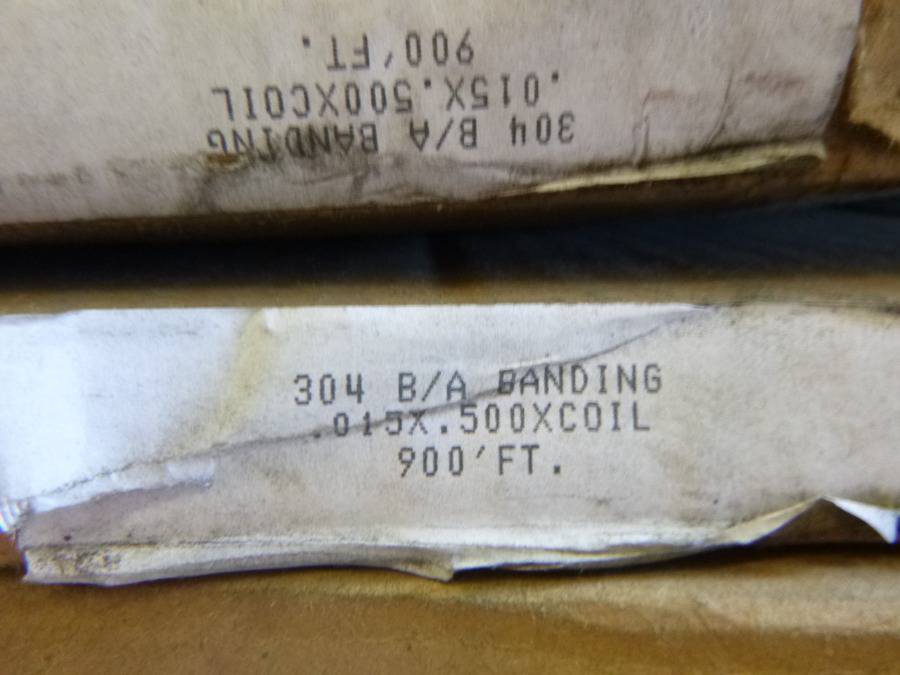 304 B/A BANDING
.015X.500XCOIL
900'FT.
304 B/A BANDING
.015X.500XCOIL
900'FT.